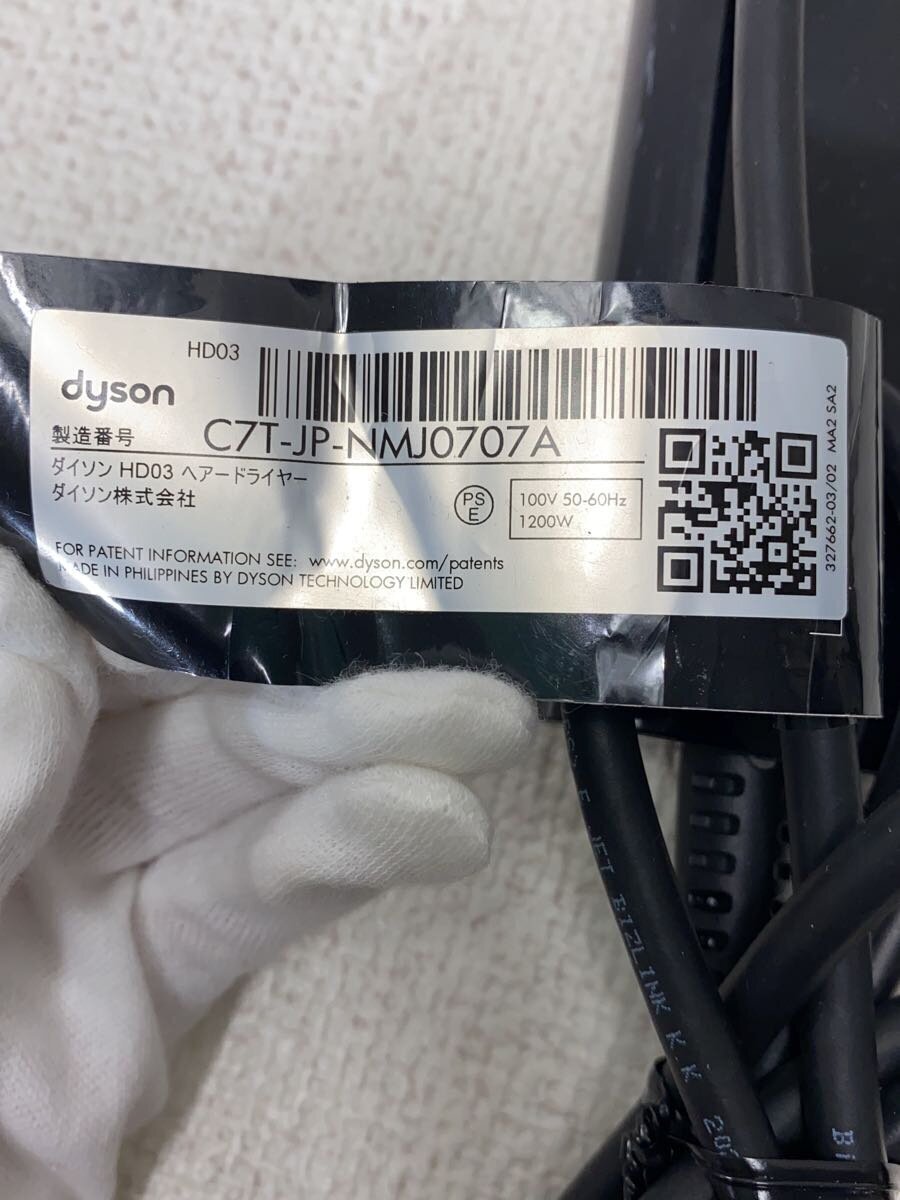 HD03
dyson
製造番号 C7T-JP-NMJ0707A
ダイソン HD03 ヘアードライヤー
ダイソン株式会社
PS
E
100V 50-60Hz
1200W
FOR PATENT INFORMATION SEE: www.dyson.com/patents
MADE IN PHILIPPINES BY DYSON TECHNOLOGY LIMITED
327662-03/02 MA2 SA2
E JET BIZLINK K.K